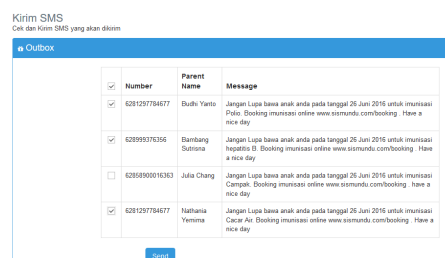 Kirim SMS
Cek dan Kirim SMS yang akan dikirim
Outbox
Number Parent Name Message
6281297784677 Budhi Yanto Jangan Lupa bawa anak anda pada tanggal 26 Juni 2016 untuk imunisasi
Polio. Booking imunisasi online www.sismundu.com/booking . Have a
nice day
628999376356 Bambang Sutrisna Jangan Lupa bawa anak anda pada tanggal 26 Juni 2016 untuk imunisasi
hepatitis B. Booking imunisasi online www.sismundu.com/booking . Have
a nice day
62858900016363 Julia Chang Jangan Lupa bawa anak anda pada tanggal 26 Juni 2016 untuk imunisasi
Campak. Booking imunisasi online www.sismundu.com/booking . have a
nice day
6281297784677 Nathania Yemima Jangan Lupa bawa anak anda pada tanggal 26 Juni 2016 untuk imunisasi
Cacar Air. Booking imunisasi online www.sismundu.com/booking . Have a
nice day
Send